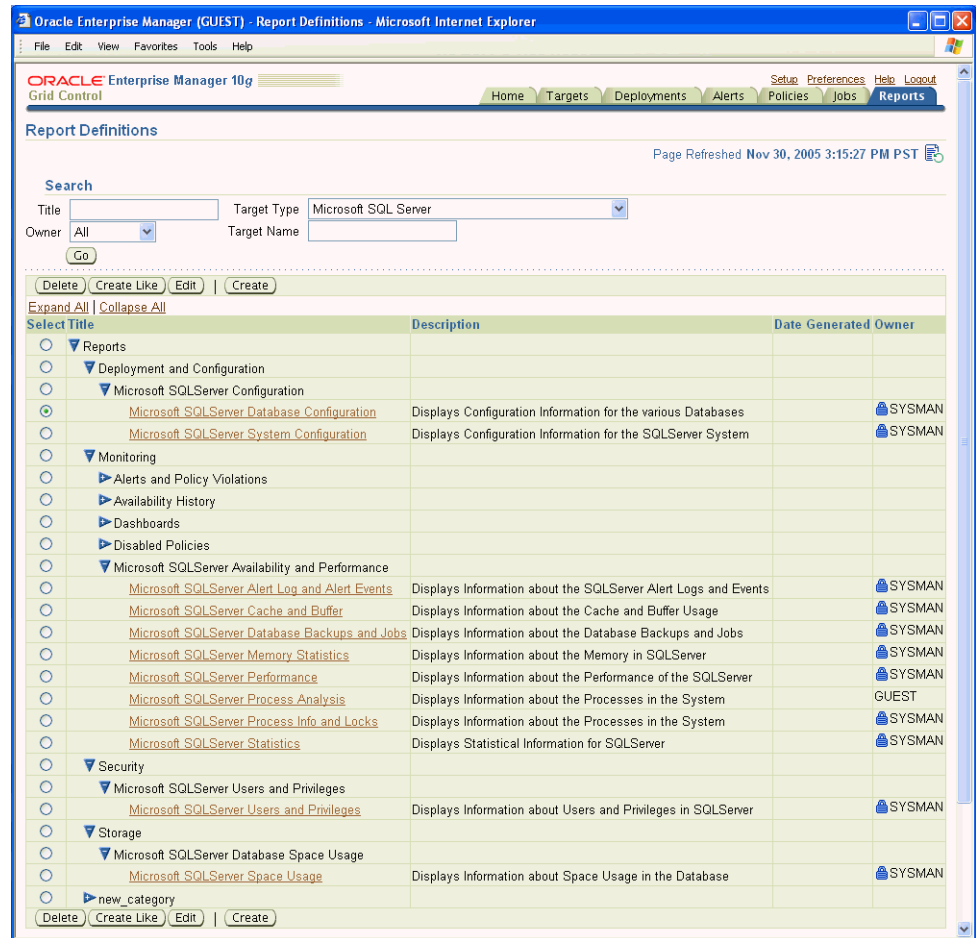 Oracle Enterprise Manager (GUEST) - Report Definitions - Microsoft Internet Explorer
File Edit View Favorites Tools Help
ORACLE Enterprise Manager 10g
Grid Control
Setup Preferences Help Logout
Home Targets Deployments Alerts Policies Jobs Reports
Report Definitions
Page Refreshed Nov 30, 2005 3:15:27 PM PST
Search
Title Target Type Microsoft SQL Server
Owner All Target Name
Go
Delete Create Like Edit | Create
Expand All | Collapse All
Select Title Description Date Generated Owner
Reports
Deployment and Configuration
Microsoft SQLServer Configuration
Microsoft SQLServer Database Configuration Displays Configuration Information for the various Databases SYSMAN
Microsoft SQLServer System Configuration Displays Configuration Information for the SQLServer System SYSMAN
Monitoring
Alerts and Policy Violations
Availability History
Dashboards
Disabled Policies
Microsoft SQLServer Availability and Performance
Microsoft SQLServer Alert Log and Alert Events Displays Information about the SQLServer Alert Logs and Events SYSMAN
Microsoft SQLServer Cache and Buffer Displays Information about the Cache and Buffer Usage SYSMAN
Microsoft SQLServer Database Backups and Jobs Displays Information about the Database Backups and Jobs SYSMAN
Microsoft SQLServer Memory Statistics Displays Information about the Memory in SQLServer SYSMAN
Microsoft SQLServer Performance Displays Information about the Performance of the SQLServer SYSMAN
Microsoft SQLServer Process Analysis Displays Information about the Processes in the System GUEST
Microsoft SQLServer Process Info and Locks Displays Information about the Processes in the System SYSMAN
Microsoft SQLServer Statistics Displays Statistical Information for SQLServer SYSMAN
Security
Microsoft SQLServer Users and Privileges
Microsoft SQLServer Users and Privileges Displays Information about Users and Privileges in SQLServer SYSMAN
Storage
Microsoft SQLServer Database Space Usage
Microsoft SQLServer Space Usage Displays Information about Space Usage in the Database SYSMAN
new_category
Delete Create Like Edit | Create